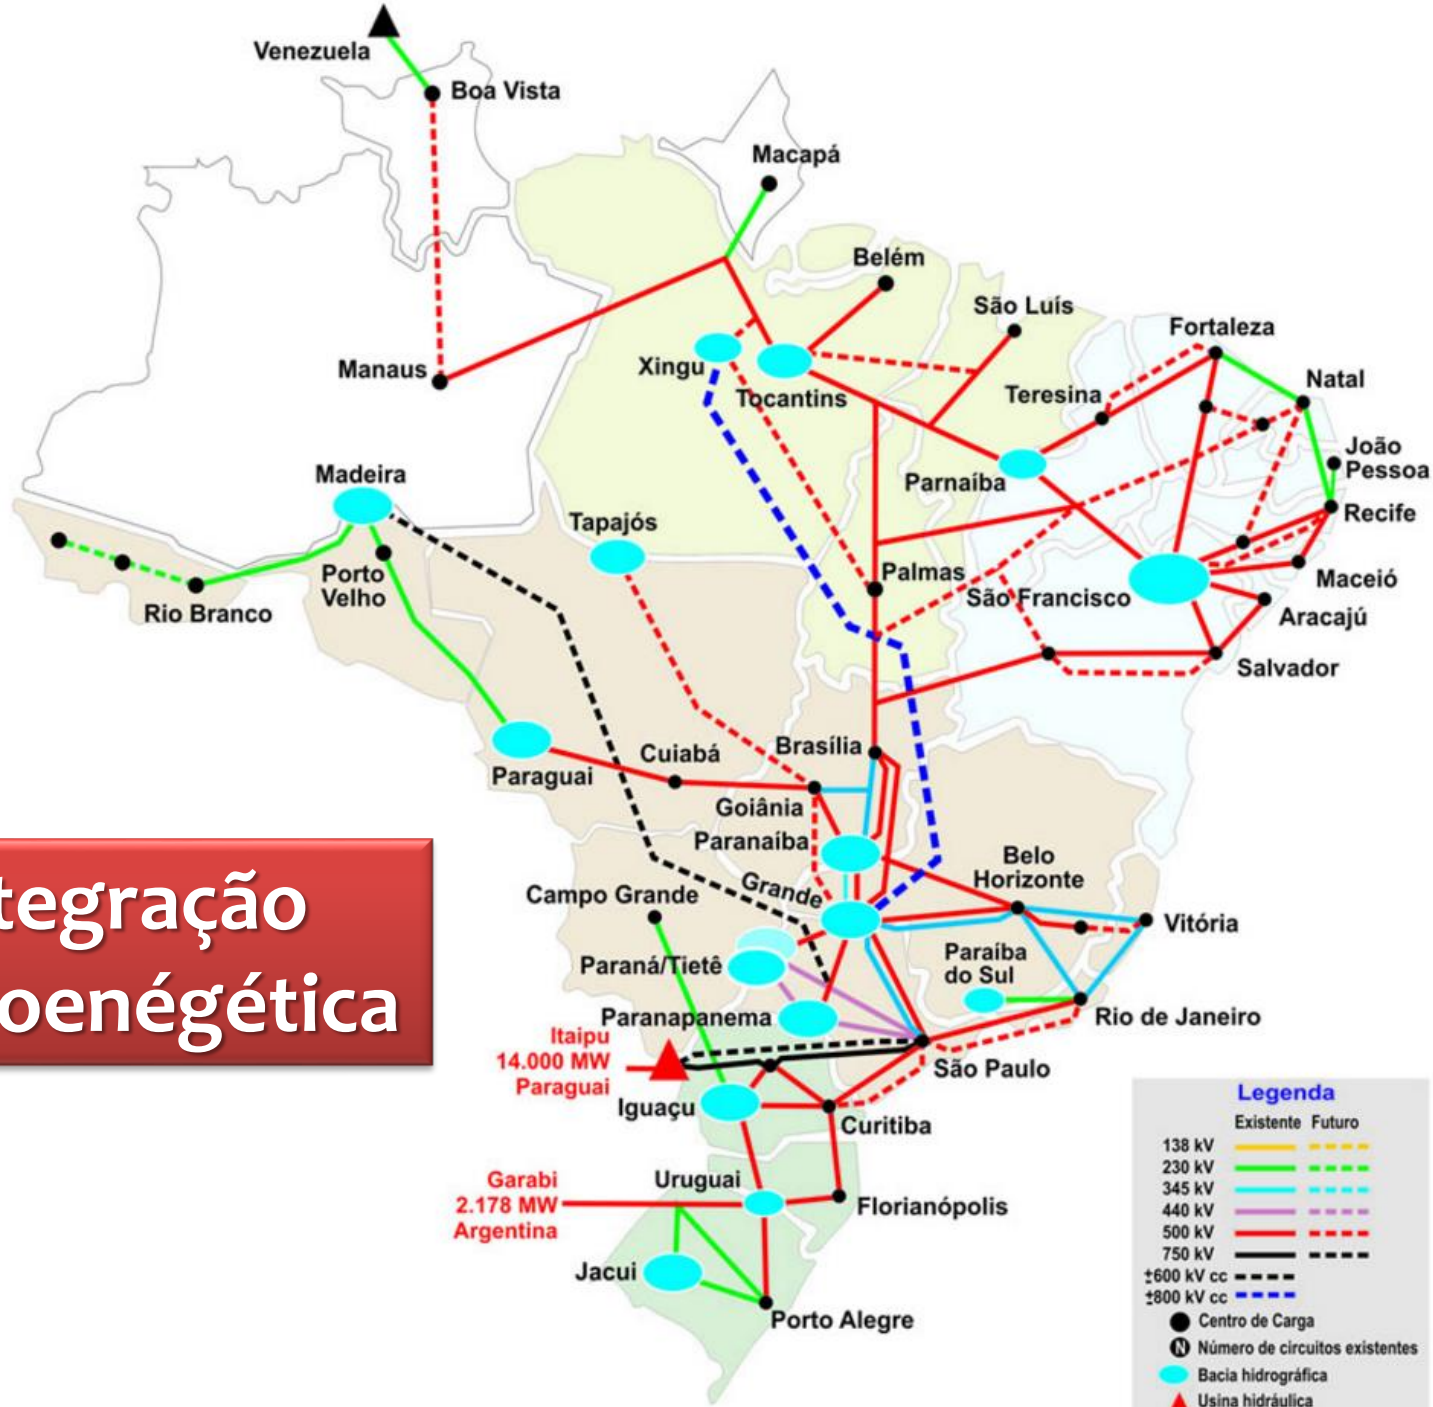 Venezuela
Boa Vista
Macapá
Belém
São Luís
Fortaleza
Manaus
Xingu
Tocantins
Teresina
Natal
João
Pessoa
Madeira
Parnaíba
Recife
Tapajós
Porto
Velho
Rio Branco
Palmas
São Francisco
Maceió
Aracajú
Salvador
Paraguai
Cuiabá
Brasília
Goiânia
Paranaíba
Belo
Horizonte
tegração
oenégética
Campo Grande
Grande
Vitória
Paraná/Tietê
Paraíba
do Sul
Paranapanema
Rio de Janeiro
Itaipu
14.000 MW
Paraguai
São Paulo
Iguaçu
Curitiba
Garabi
2.178 MW
Argentina
Uruguai
Florianópolis
Jacui
Porto Alegre
Legenda
Existente Futuro
138 kV
230 kV
345 kV
440 kV
500 kV
750 kV
±600 kV cc
±800 kV cc
Centro de Carga
N Número de circuitos existentes
Bacia hidrográfica
Usina hidráulica